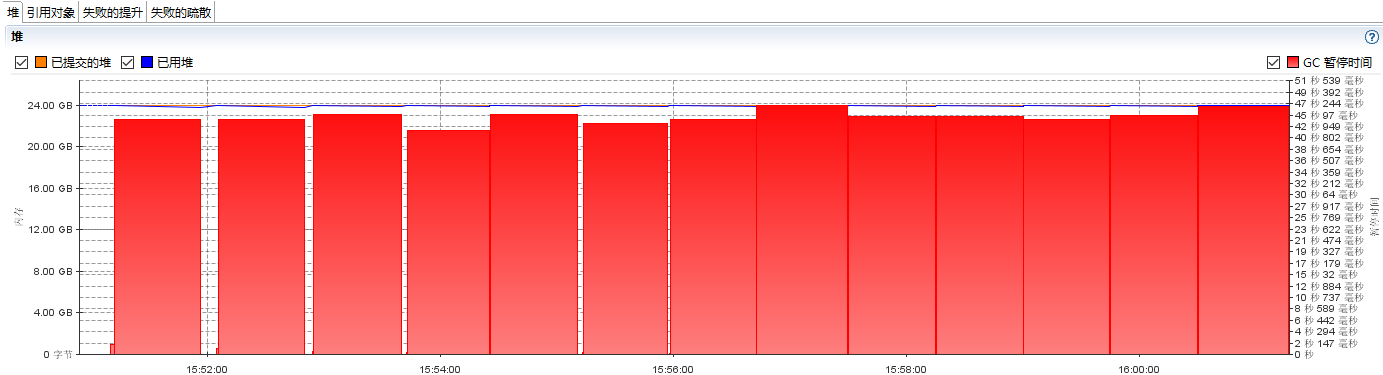 堆 引用对象 失败的提升 失败的疏散
堆
已提交的堆 已用堆 GC 暂停时间
24.00 GB
20.00 GB
16.00 GB
12.00 GB
8.00 GB
4.00 GB
0 字节
内存
51 秒 539 毫秒
49 秒 392 毫秒
47 秒 244 毫秒
45 秒 97 毫秒
42 秒 949 毫秒
40 秒 802 毫秒
38 秒 654 毫秒
36 秒 507 毫秒
34 秒 359 毫秒
32 秒 212 毫秒
30 秒 64 毫秒
27 秒 917 毫秒
25 秒 769 毫秒
23 秒 622 毫秒
21 秒 474 毫秒
19 秒 327 毫秒
17 秒 179 毫秒
15 秒 32 毫秒
12 秒 884 毫秒
10 秒 737 毫秒
8 秒 589 毫秒
6 秒 442 毫秒
4 秒 294 毫秒
2 秒 147 毫秒
0 秒
15:52:00 15:54:00 15:56:00 15:58:00 16:00:00